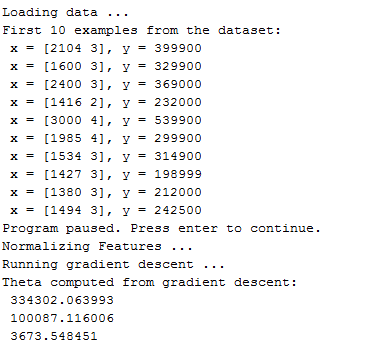 Loading data ...
First 10 examples from the dataset:
x = [2104 3], y = 399900
x = [1600 3], y = 329900
x = [2400 3], y = 369000
x = [1416 2], y = 232000
x = [3000 4], y = 539900
x = [1985 4], y = 299900
x = [1534 3], y = 314900
x = [1427 3], y = 198999
x = [1380 3], y = 212000
x = [1494 3], y = 242500
Program paused. Press enter to continue.
Normalizing Features ...
Running gradient descent ...
Theta computed from gradient descent:
334302.063993
100087.116006
3673.548451